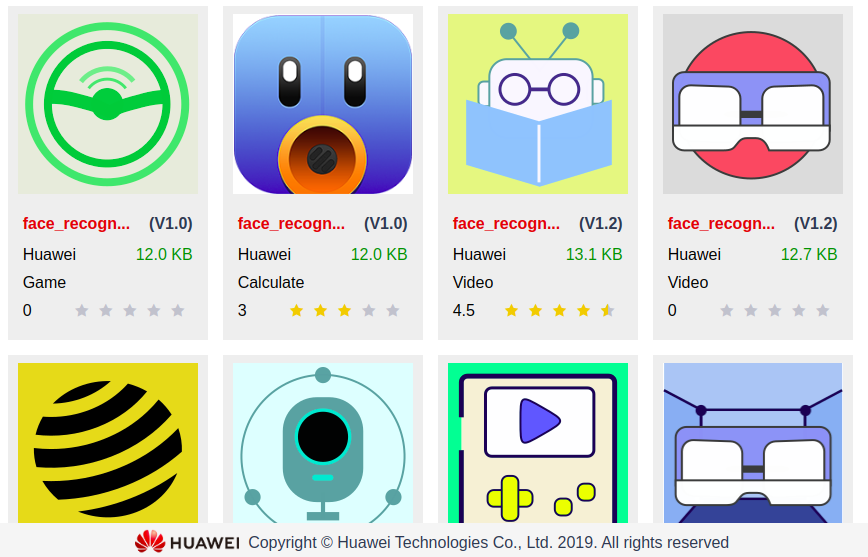 face_recogn... (V1.0) face_recogn... (V1.0) face_recogn... (V1.2) face_recogn... (V1.2)
Huawei 12.0 KB Huawei 12.0 KB Huawei 13.1 KB Huawei 12.7 KB
Game Calculate Video Video
0 3 4.5 0
HUAWEI Copyright © Huawei Technologies Co., Ltd. 2019. All rights reserved